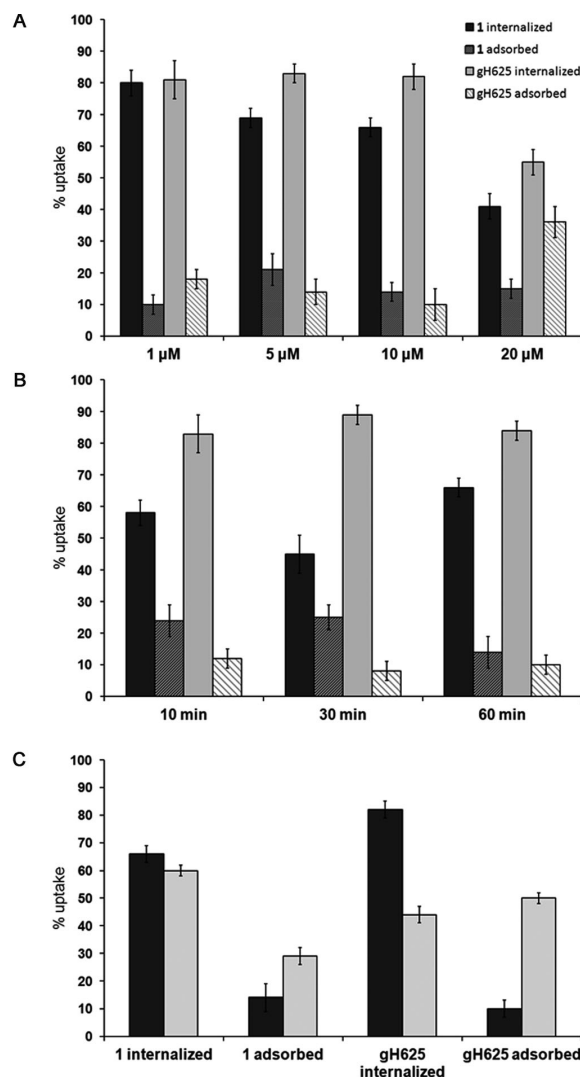 A
1 internalized
1 adsorbed
gH625 internalized
gH625 adsorbed
% uptake
100
90
80
70
60
50
40
30
20
10
0
1 µM
5 µM
10 µM
20 µM
B
% uptake
100
90
80
70
60
50
40
30
20
10
0
10 min
30 min
60 min
C
% uptake
100
90
80
70
60
50
40
30
20
10
0
1 internalized
1 adsorbed
gH625
internalized
gH625 adsorbed